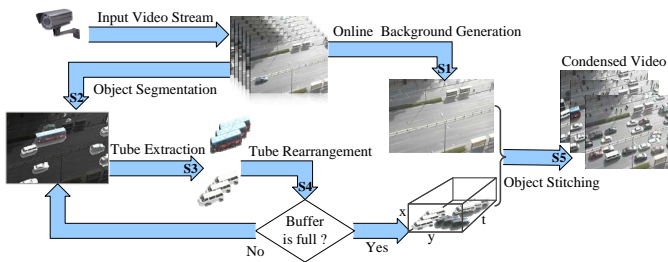 Input Video Stream
Online Background Generation
S1
Condensed Video
S2
Object Segmentation
Tube Extraction
S3
Tube Rearrangement
S4
S5
Object Stitching
Buffer
is full ?
No
Yes
x
y
t